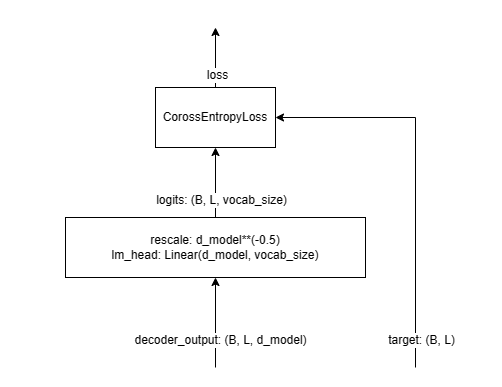 loss
CorossEntropyLoss
logits: (B, L, vocab_size)
rescale: d_model**(-0.5)
lm_head: Linear(d_model, vocab_size)
decoder_output: (B, L, d_model)
target: (B, L)